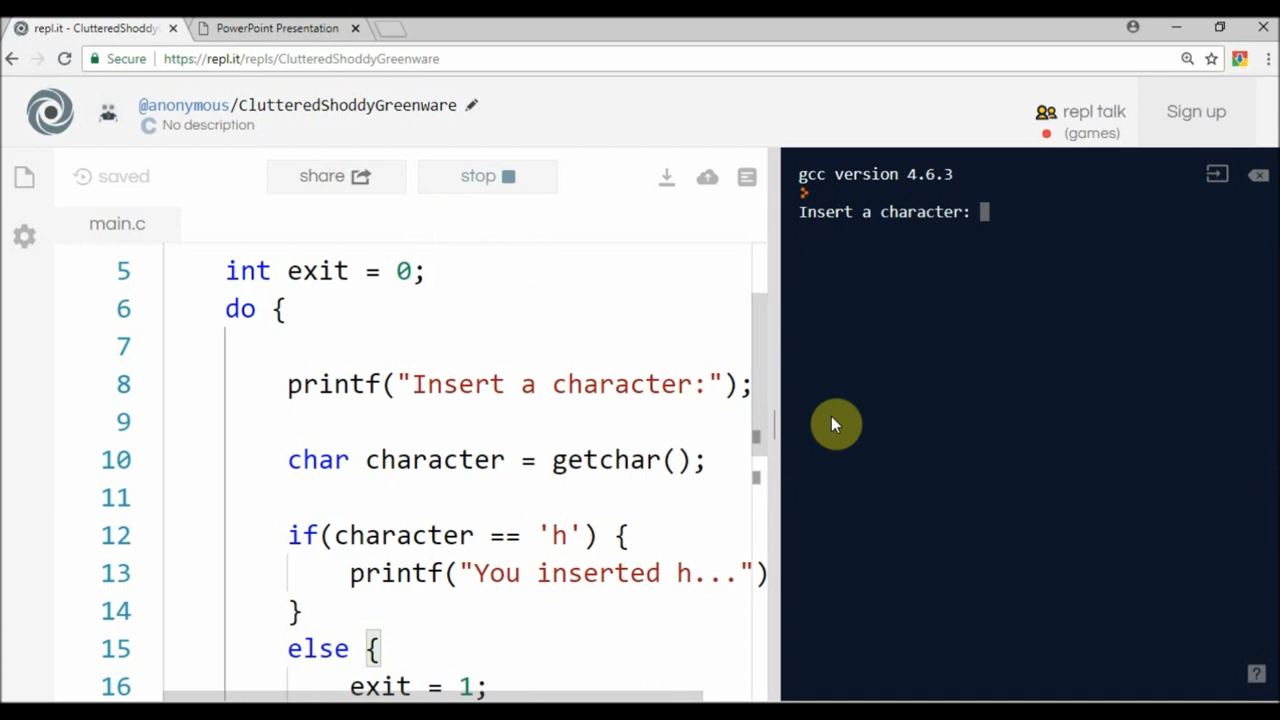 repl.it - ClutteredShoddy
PowerPoint Presentation
Secure
https://repl.it/repls/ClutteredShoddyGreenware
@anonymous/ClutteredShoddyGreenware
C No description
repl talk
(games)
Sign up
saved
share
stop
main.c
5 int exit = 0;
6 do {
7
8 printf("Insert a character:");
9
10 char character = getchar();
11
12 if(character == 'h') {
13 printf("You inserted h...")
14 }
15 else {
16 exit = 1;
gcc version 4.6.3
>
Insert a character:
?